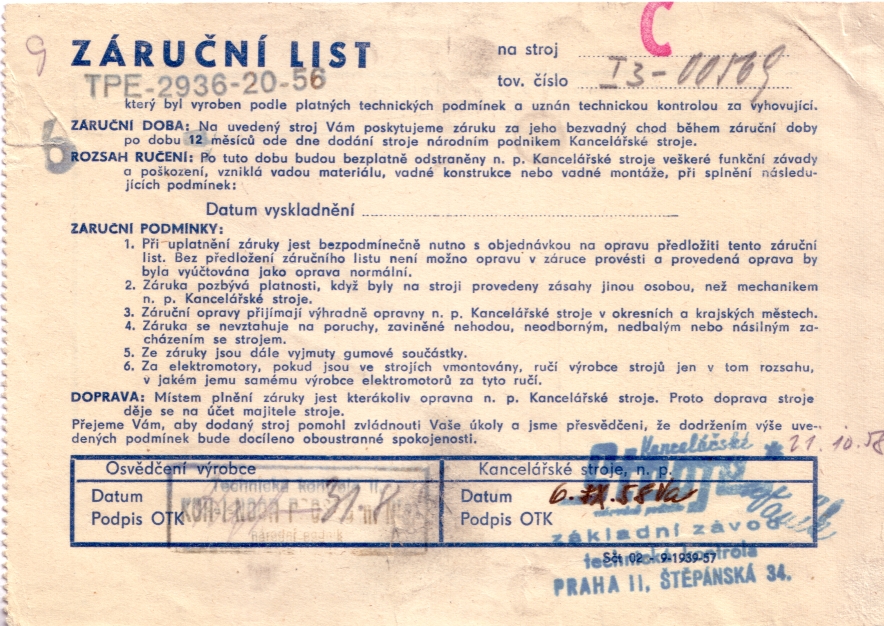 C
9 ZÁRUČNÍ LIST
na stroj
TPE-2936-20-56
tov. číslo I3-00569
který byl vyroben podle platných technických podmínek a uznán technickou kontrolou za vyhovující.
6
ZÁRUČNÍ DOBA: Na uvedený stroj Vám poskytujeme záruku za jeho bezvadný chod během záruční doby
po dobu 12 měsíců ode dne dodání stroje národním podnikem Kancelářské stroje.
ROZSAH RUČENÍ: Po tuto dobu budou bezplatně odstraněny n. p. Kancelářské stroje veškeré funkční závady
a poškození, vzniklá vadou materiálu, vadné konstrukce nebo vadné montáže, při splnění následu-
jících podmínek:
Datum vyskladnění
ZÁRUČNÍ PODMÍNKY:
1. Při uplatnění záruky jest bezpodmínečně nutno s objednávkou na opravu předložiti tento záruční
list. Bez předložení záručního listu není možno opravu v záruce provésti a provedená oprava by
byla vyúčtována jako oprava normální.
2. Záruka pozbývá platnosti, když byly na stroji provedeny zásahy jinou osobou, než mechanikem
n. p. Kancelářské stroje.
3. Záruční opravy přijímají výhradně opravny n. p. Kancelářské stroje v okresních a krajských městech.
4. Záruka se nevztahuje na poruchy, zaviněné nehodou, neodborným, nedbalým nebo násilným za-
cházením se strojem.
5. Ze záruky jsou dále vyjmuty gumové součástky.
6. Za elektromotory, pokud jsou ve strojích vmontovány, ručí výrobce strojů jen v tom rozsahu,
v jakém jemu samému výrobce elektromotorů za tyto ručí.
DOPRAVA: Místem plnění záruky jest kterákoliv opravna n. p. Kancelářské stroje. Proto doprava stroje
děje se na účet majitele stroje.
Přejeme Vám, aby dodaný stroj pomohl zvládnouti Vaše úkoly a jsme přesvědčeni, že dodržením výše uve-
dených podmínek bude docíleno oboustranné spokojenosti.
Kancelářské
21.10.58
Osvědčení výrobce
Kancelářské stroje, n. p.
Technická kontrola II.
Datum
Datum
Podpis OTK
Podpis OTK
národní podnik
základní závod
technická kontrola
Sčt 02 - 9-1939-57
PRAHA II, ŠTĚPÁNSKÁ 34.